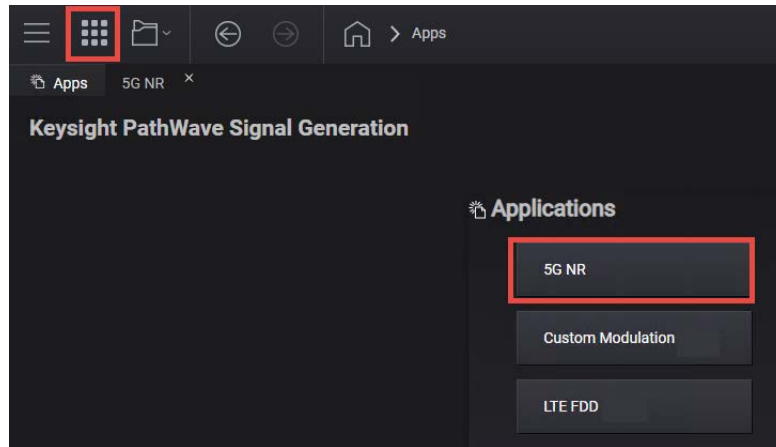 > Apps
Apps 5G NR ×
Keysight PathWave Signal Generation
Applications
5G NR
Custom Modulation
LTE FDD